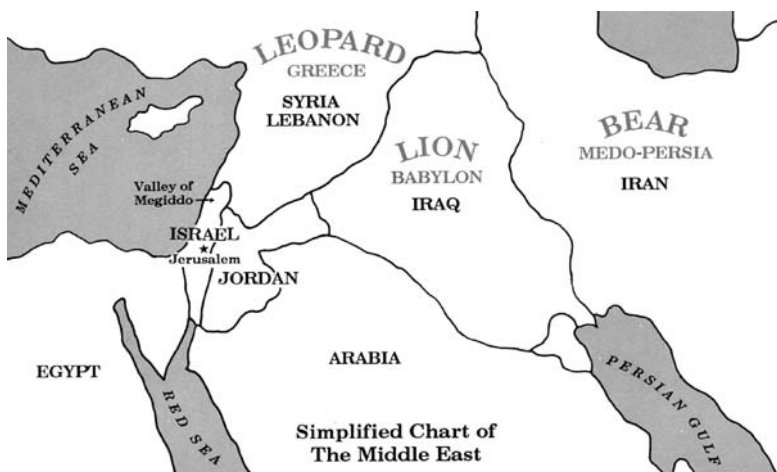 LEOPARD
GREECE
SYRIA
LEBANON
MEDITERRANEAN
SEA
LION
BABYLON
IRAQ
BEAR
MEDO-PERSIA
IRAN
Valley of
Megiddo
ISRAEL
Jerusalem
JORDAN
EGYPT
RED SEA
ARABIA
PERSIAN GULF
Simplified Chart of
The Middle East